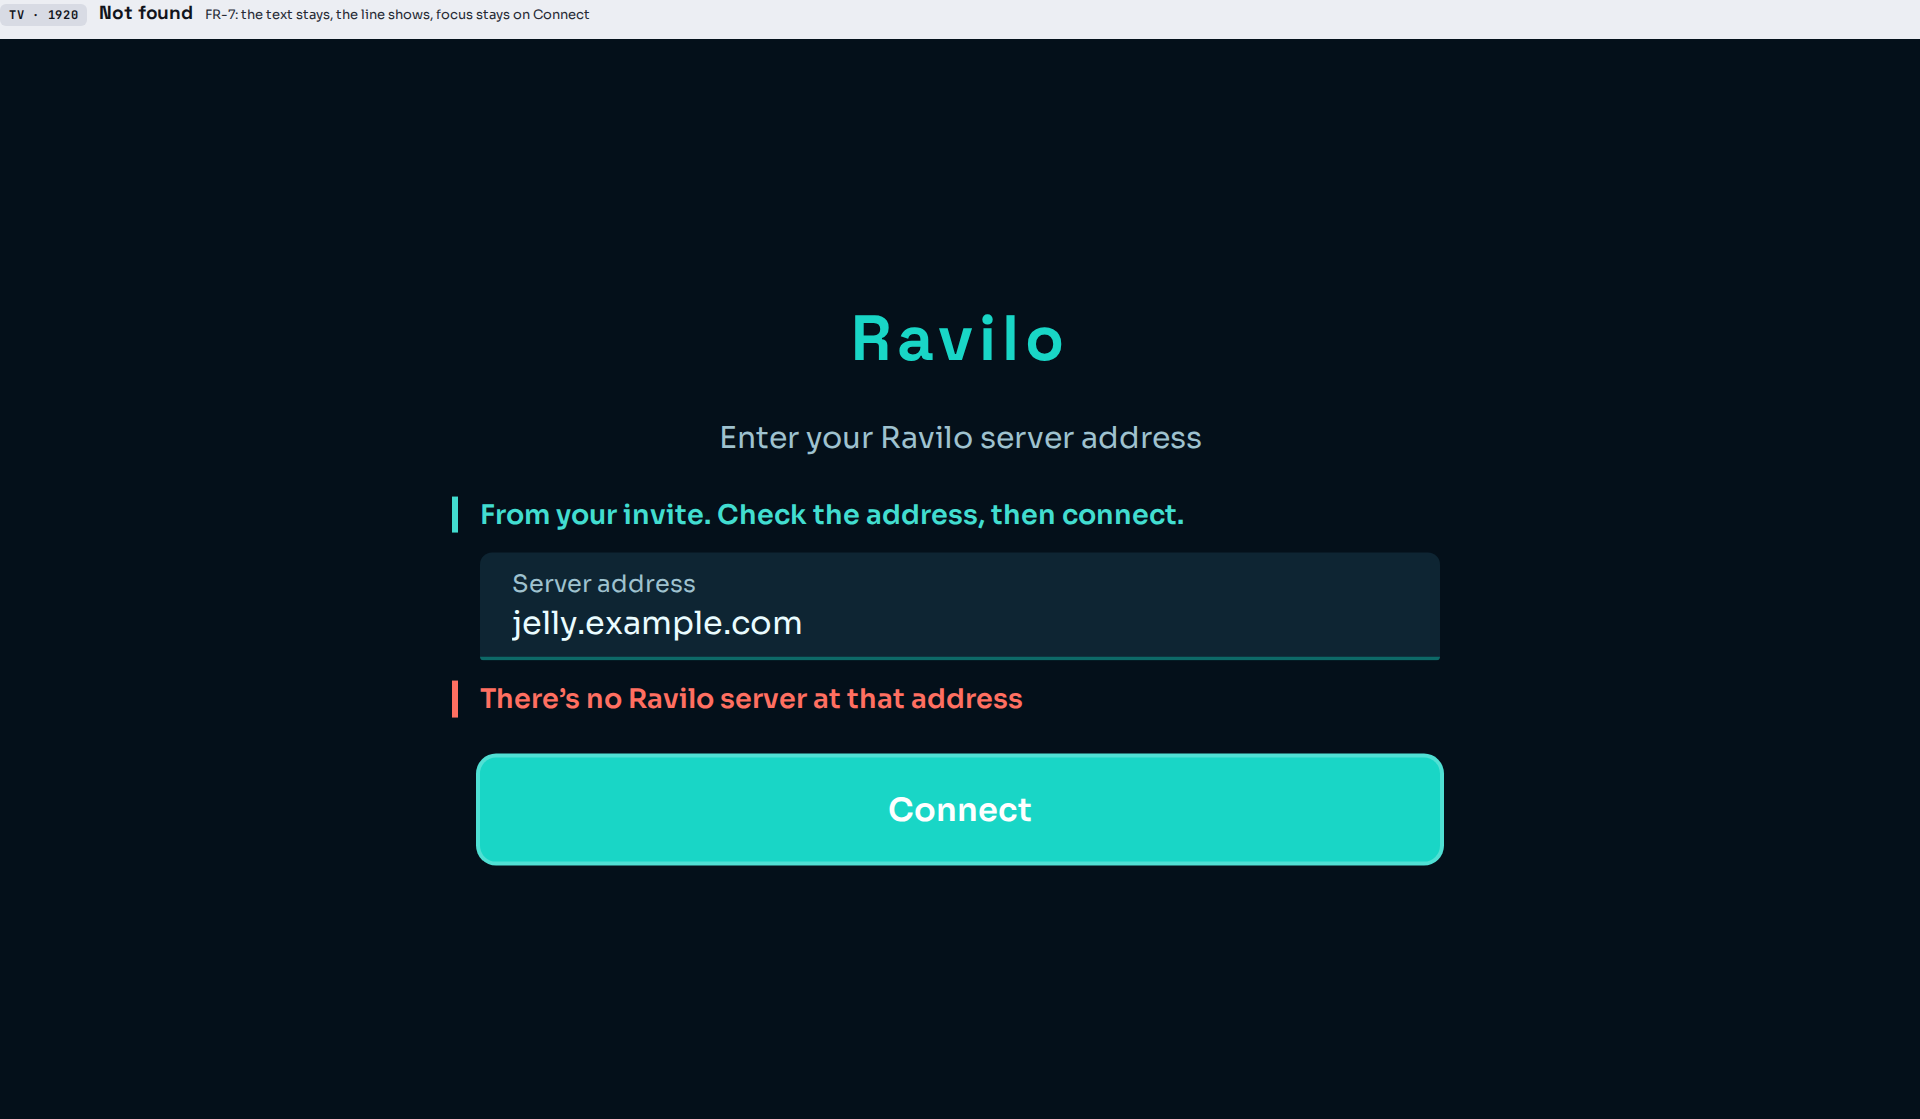 TV · 1920 Not found FR-7: the text stays, the line shows, focus stays on Connect
Ravilo
Enter your Ravilo server address
From your invite. Check the address, then connect.
Server address
jelly.example.com
There’s no Ravilo server at that address
Connect